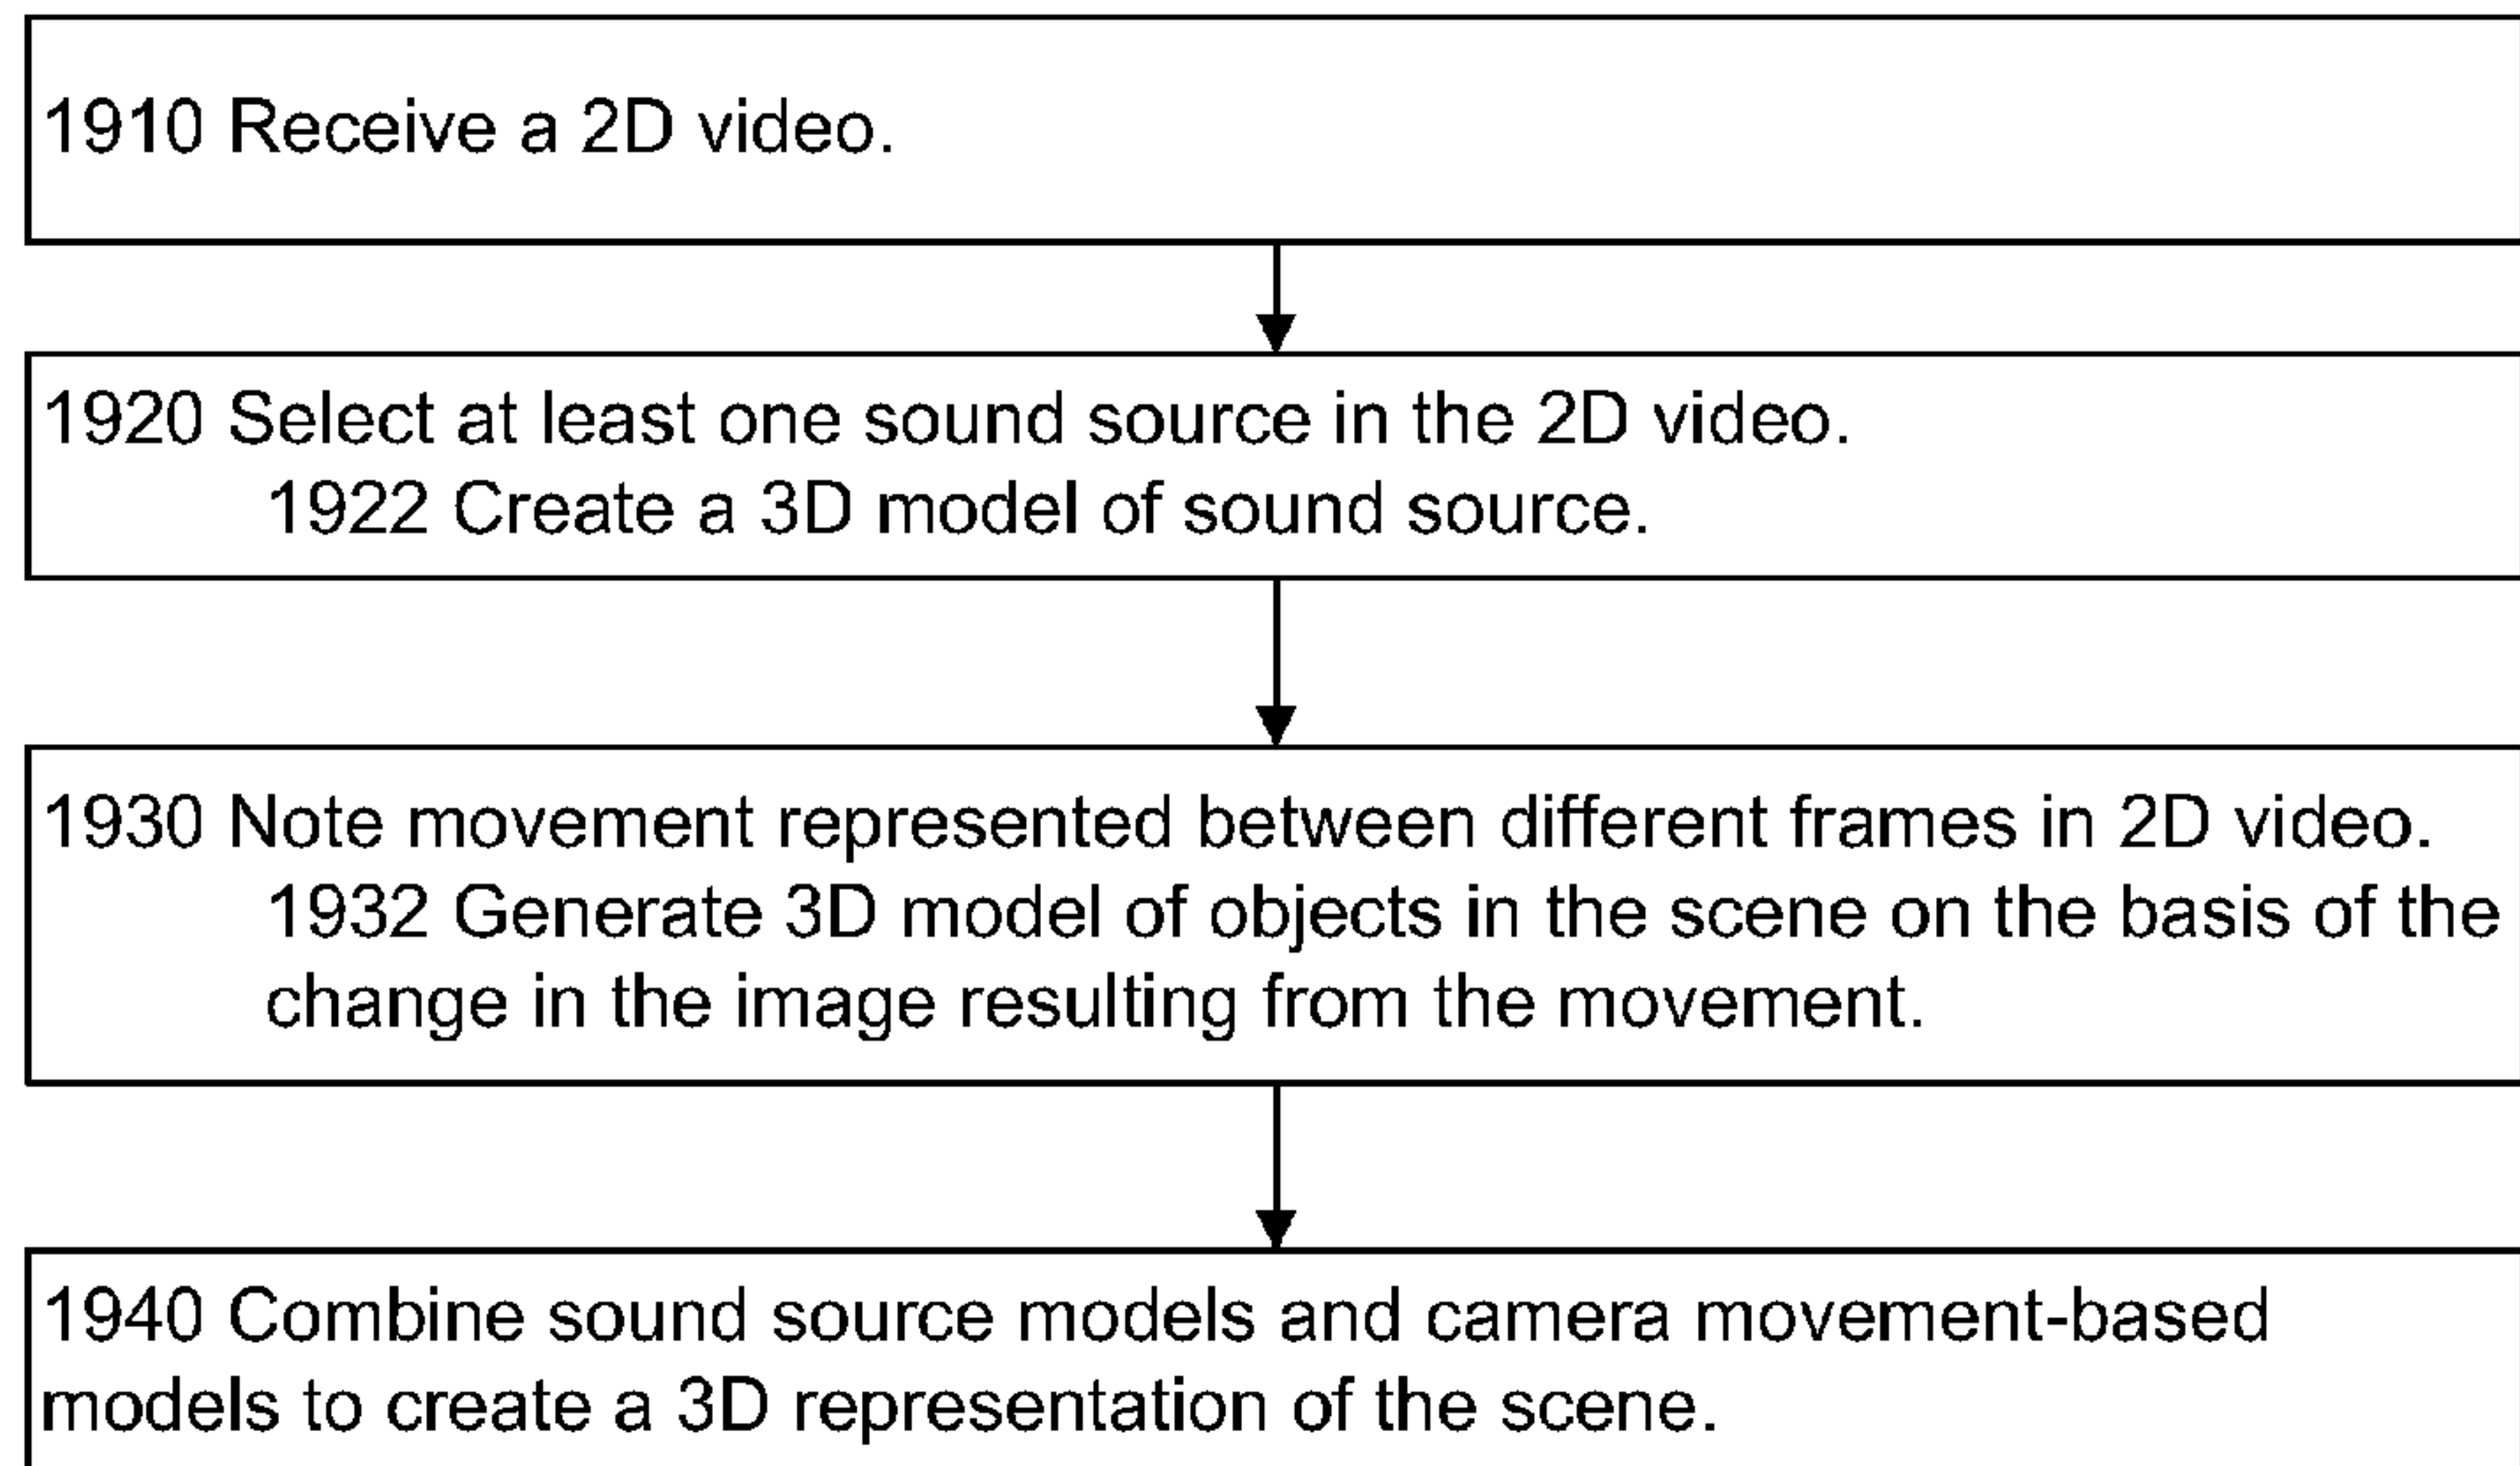 1910 Receive a 2D video.
1920 Select at least one sound source in the 2D video.
1922 Create a 3D model of sound source.
1930 Note movement represented between different frames in 2D video.
1932 Generate 3D model of objects in the scene on the basis of the
change in the image resulting from the movement.
1940 Combine sound source models and camera movement-based
models to create a 3D representation of the scene.